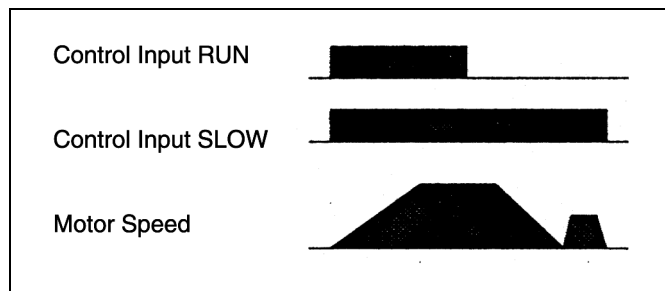 Control Input RUN
Control Input SLOW
Motor Speed